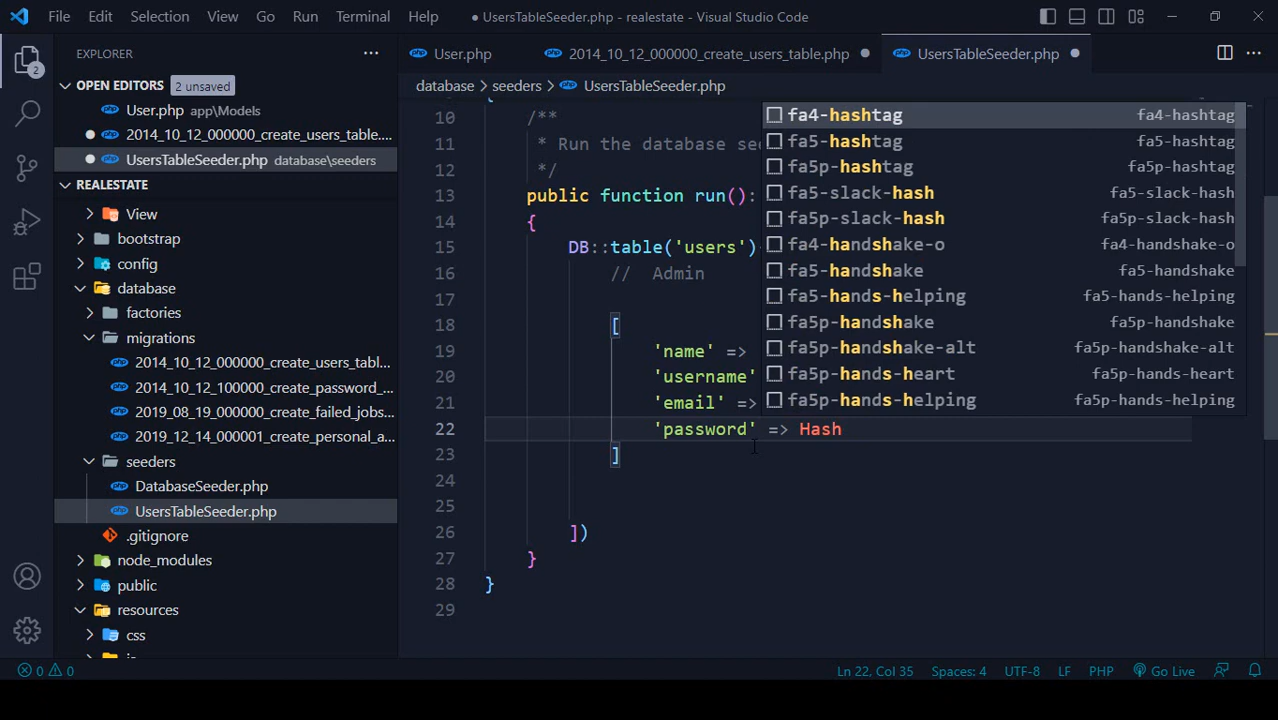 File Edit Selection View Go Run Terminal Help
● UsersTableSeeder.php - realestate - Visual Studio Code
2
EXPLORER
OPEN EDITORS 2 unsaved
User.php app\Models
2014_10_12_000000_create_users_table....
UsersTableSeeder.php database\seeders
REALESTATE
View
bootstrap
config
database
factories
migrations
2014_10_12_000000_create_users_tabl...
2014_10_12_100000_create_password_...
2019_08_19_000000_create_failed_jobs...
2019_12_14_000001_create_personal_a...
seeders
DatabaseSeeder.php
UsersTableSeeder.php
.gitignore
node_modules
public
resources
css
User.php
2014_10_12_000000_create_users_table.php
UsersTableSeeder.php
database > seeders > UsersTableSeeder.php
10 /**
11 * Run the database see
12 */
13 public function run():
14 {
15 DB::table('users')
16 // Admin
17
18 [
19 'name' =>
20 'username'
21 'email' =>
22 'password' => Hash
23 ]
24
25
26 ])
27 }
28 }
29
fa4-hashtag fa4-hashtag
fa5-hashtag fa5-hashtag
fa5p-hashtag fa5p-hashtag
fa5-slack-hash fa5-slack-hash
fa5p-slack-hash fa5p-slack-hash
fa4-handshake-o fa4-handshake-o
fa5-handshake fa5-handshake
fa5-hands-helping fa5-hands-helping
fa5p-handshake fa5p-handshake
fa5p-handshake-alt fa5p-handshake-alt
fa5p-hands-heart fa5p-hands-heart
fa5p-hands-helping fa5p-hands-helping
0 0
Ln 22, Col 35 Spaces: 4 UTF-8 LF PHP Go Live